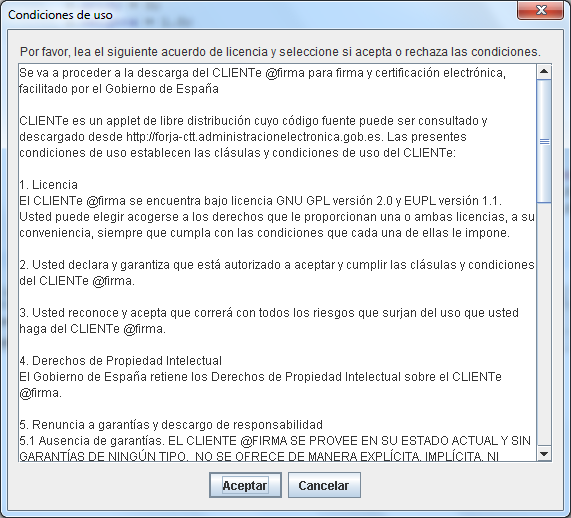 Condiciones de uso
Por favor, lea el siguiente acuerdo de licencia y seleccione si acepta o rechaza las condiciones.
Se va a proceder a la descarga del CLIENTe @firma para firma y certificación electrónica,
facilitado por el Gobierno de España
CLIENTe es un applet de libre distribución cuyo código fuente puede ser consultado y
descargado desde http://forja-ctt.administracionelectronica.gob.es. Las presentes
condiciones de uso establecen las clásulas y condiciones de uso del CLIENTe:
1. Licencia
El CLIENTe @firma se encuentra bajo licencia GNU GPL versión 2.0 y EUPL versión 1.1.
Usted puede elegir acogerse a los derechos que le proporcionan una o ambas licencias, a su
conveniencia, siempre que cumpla con las condiciones que cada una de ellas le impone.
2. Usted declara y garantiza que está autorizado a aceptar y cumplir las clásulas y condiciones
del CLIENTe @firma.
3. Usted reconoce y acepta que correrá con todos los riesgos que surjan del uso que usted
haga del CLIENTe @firma.
4. Derechos de Propiedad Intelectual
El Gobierno de España retiene los Derechos de Propiedad Intelectual sobre el CLIENTe
@firma.
5. Renuncia a garantías y descargo de responsabilidad
5.1 Ausencia de garantías. EL CLIENTE @FIRMA SE PROVEE EN SU ESTADO ACTUAL Y SIN
GARANTÍAS DE NINGÚN TIPO. NO SE OFRECE DE MANERA EXPLÍCITA, IMPLÍCITA, NI
Aceptar
Cancelar